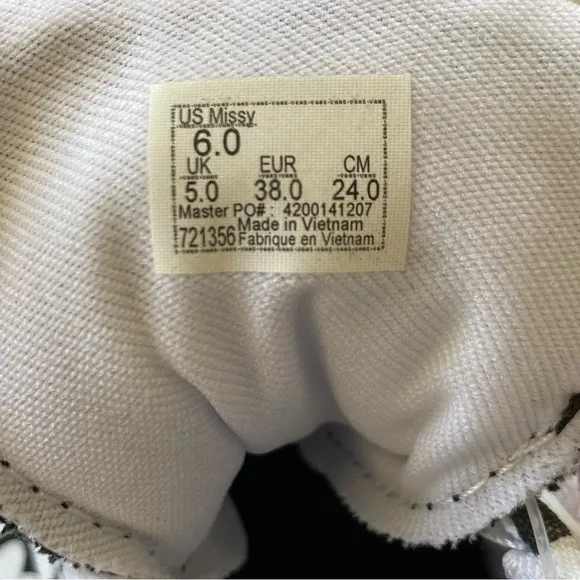 US Missy
6.0
UK EUR CM
5.0 38.0 24.0
Master PO# : 4200141207
Made in Vietnam
721356 Fabrique en Vietnam